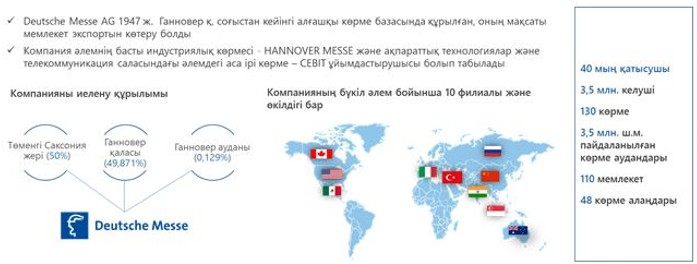 ✓ Deutsche Messe AG 1947 ж. Ганновер қ. соғыстан кейінгі алғашқы көрме базасында құрылған, оның мақсаты
мемлекет экспортын көтеру болды
✓ Компания әлемнің басты индустриялық көрмесі - HANNOVER MESSE және ақпараттық технологиялар және
телекоммуникация саласындағы әлемдегі аса ірі көрме – CEBIT ұйымдастырушысы болып табылады
Компанияны иелену құрылымы
Төменгі Саксония
жері (50%)
Ганновер
қаласы
(49,871%)
Ганновер ауданы
(0,129%)
Deutsche Messe
Компанияның бүкіл әлем бойынша 10 филиалы және
өкілдігі бар
40 мың қатысушы
3,5 млн. келуші
130 көрме
3,5 млн. ш.м.
пайдаланылған
көрме аудандары
110 мемлекет
48 көрме алаңдары